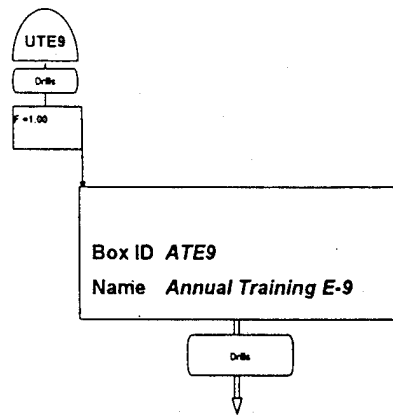 UTE9
Drills
F =1.00
Box ID ATE9
Name Annual Training E-9
Drills